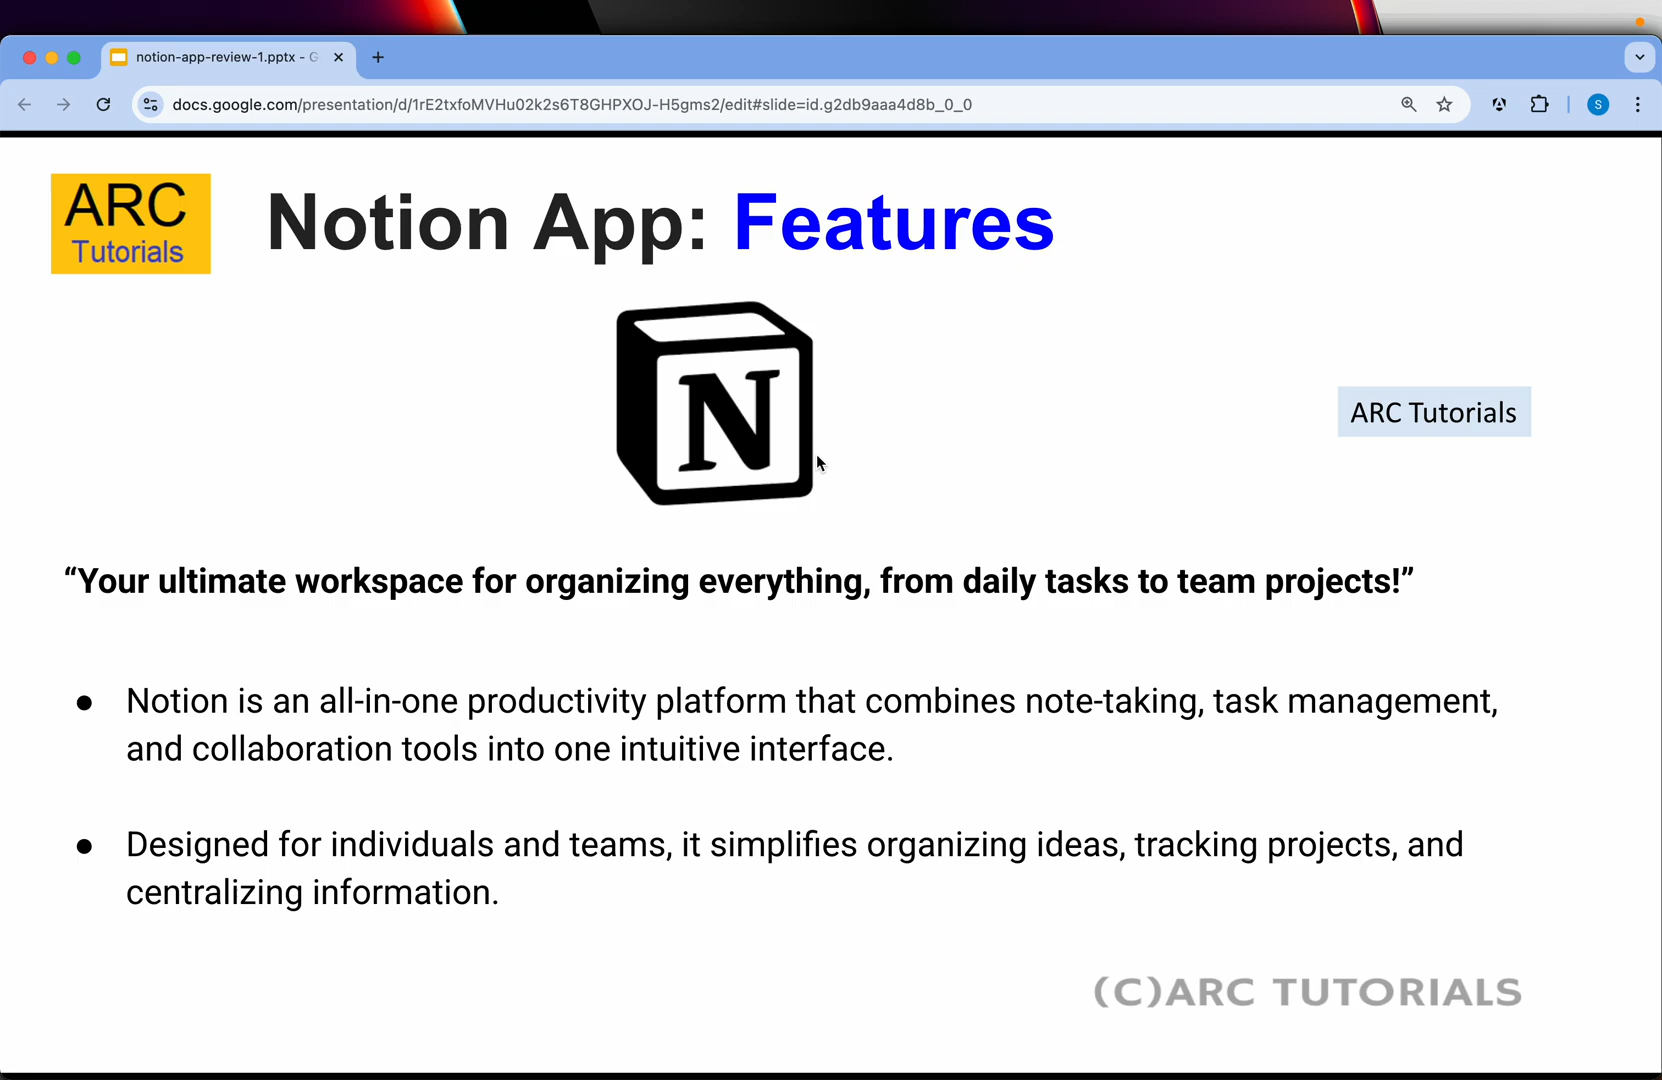 notion-app-review-1.pptx - G
docs.google.com/presentation/d/1rE2txfoMVHu02k2s6T8GHPXOJ-H5gms2/edit#slide=id.g2db9aaa4d8b_0_0
S
ARC
Tutorials
Notion App: Features
N
ARC Tutorials
“Your ultimate workspace for organizing everything, from daily tasks to team projects!”
● Notion is an all-in-one productivity platform that combines note-taking, task management,
and collaboration tools into one intuitive interface.
● Designed for individuals and teams, it simplifies organizing ideas, tracking projects, and
centralizing information.
(C)ARC TUTORIALS